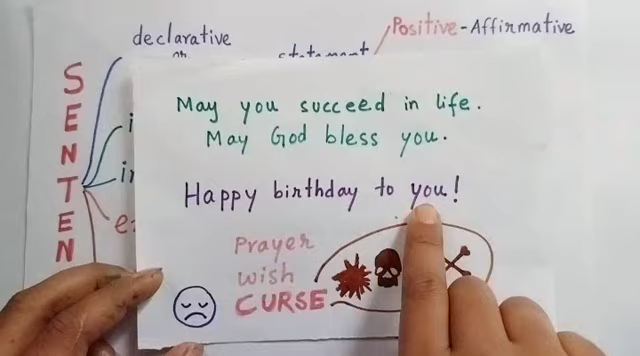 Positive - Affirmative
declarative
statement
SENTEN
May you succeed in life.
May God bless you.
Happy birthday to you!
Prayer
wish
CURSE